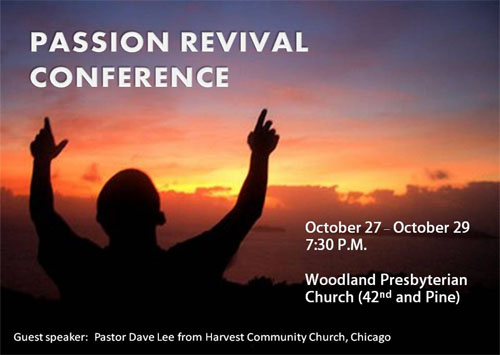 PASSION REVIVAL
CONFERENCE
October 27 – October 29
7:30 P.M.
Woodland Presbyterian
Church (42nd and Pine)
Guest speaker: Pastor Dave Lee from Harvest Community Church, Chicago